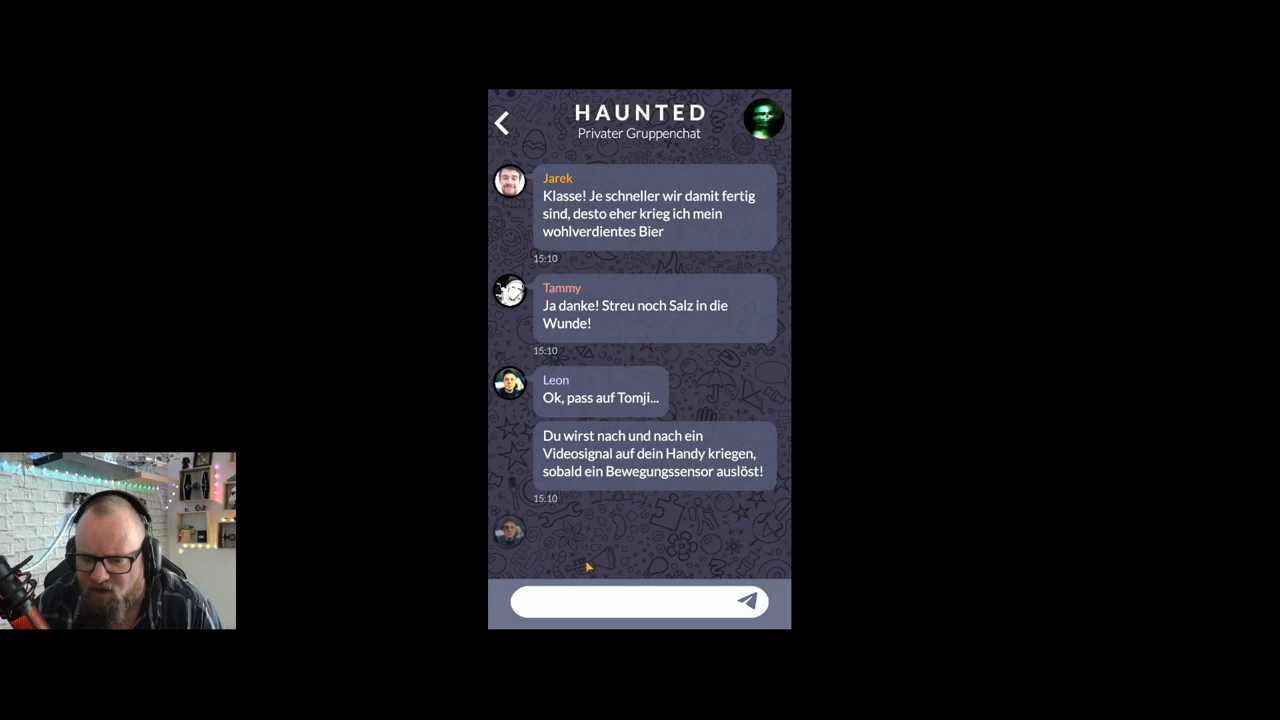 HAUNTED
Privater Gruppenchat
Jarek
Klasse! Je schneller wir damit fertig
sind, desto eher krieg ich mein
wohlverdientes Bier
15:10
Tammy
Ja danke! Streu noch Salz in die
Wunde!
15:10
Leon
Ok, pass auf Tomji...
Du wirst nach und nach ein
Videosignal auf dein Handy kriegen,
sobald ein Bewegungssensor auslöst!
15:10